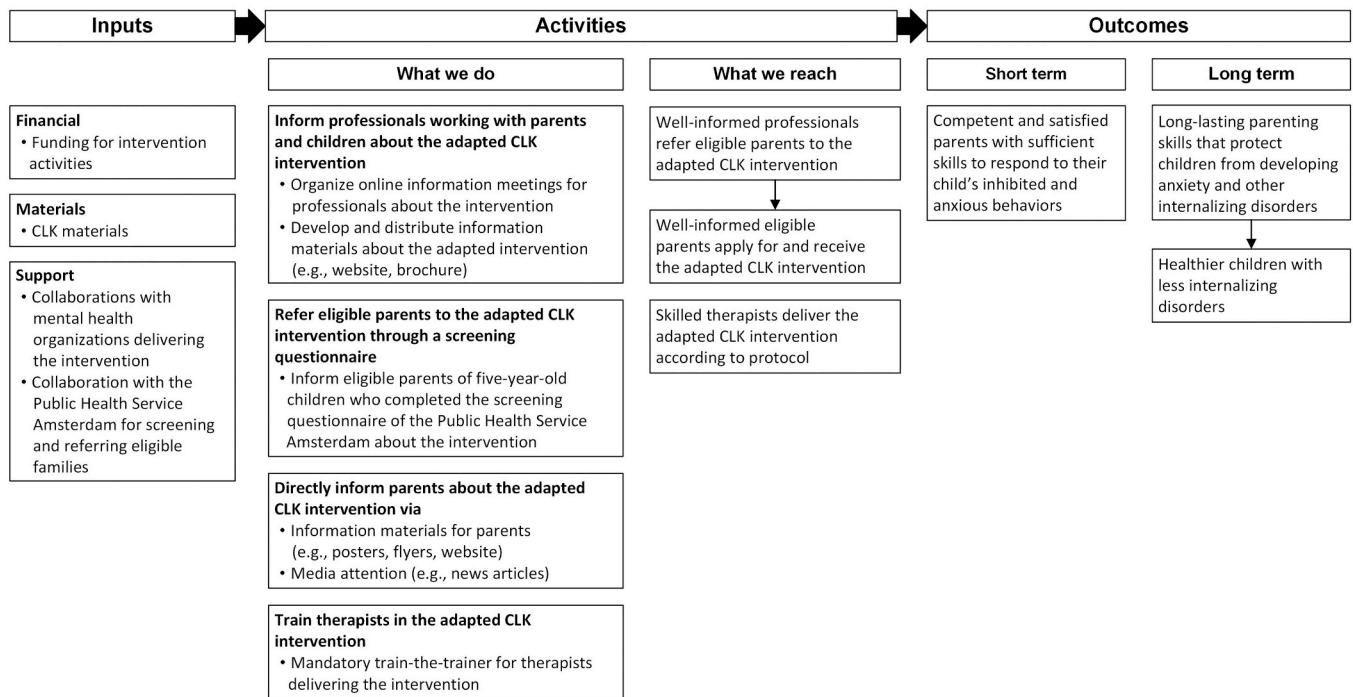 Inputs
Activities
Outcomes
What we do
What we reach
Short term
Long term
Financial
• Funding for intervention
activities
Materials
• CLK materials
Support
• Collaborations with
mental health
organizations delivering
the intervention
• Collaboration with the
Public Health Service
Amsterdam for screening
and referring eligible
families
Inform professionals working with parents
and children about the adapted CLK
intervention
• Organize online information meetings for
professionals about the intervention
• Develop and distribute information
materials about the adapted intervention
(e.g., website, brochure)
Refer eligible parents to the adapted CLK
intervention through a screening
questionnaire
• Inform eligible parents of five-year-old
children who completed the screening
questionnaire of the Public Health Service
Amsterdam about the intervention
Directly inform parents about the adapted
CLK intervention via
• Information materials for parents
(e.g., posters, flyers, website)
• Media attention (e.g., news articles)
Train therapists in the adapted CLK
intervention
• Mandatory train-the-trainer for therapists
delivering the intervention
Well-informed professionals
refer eligible parents to the
adapted CLK intervention
Well-informed eligible
parents apply for and receive
the adapted CLK intervention
Skilled therapists deliver the
adapted CLK intervention
according to protocol
Competent and satisfied
parents with sufficient
skills to respond to their
child's inhibited and
anxious behaviors
Long-lasting parenting
skills that protect
children from developing
anxiety and other
internalizing disorders
Healthier children with
less internalizing
disorders